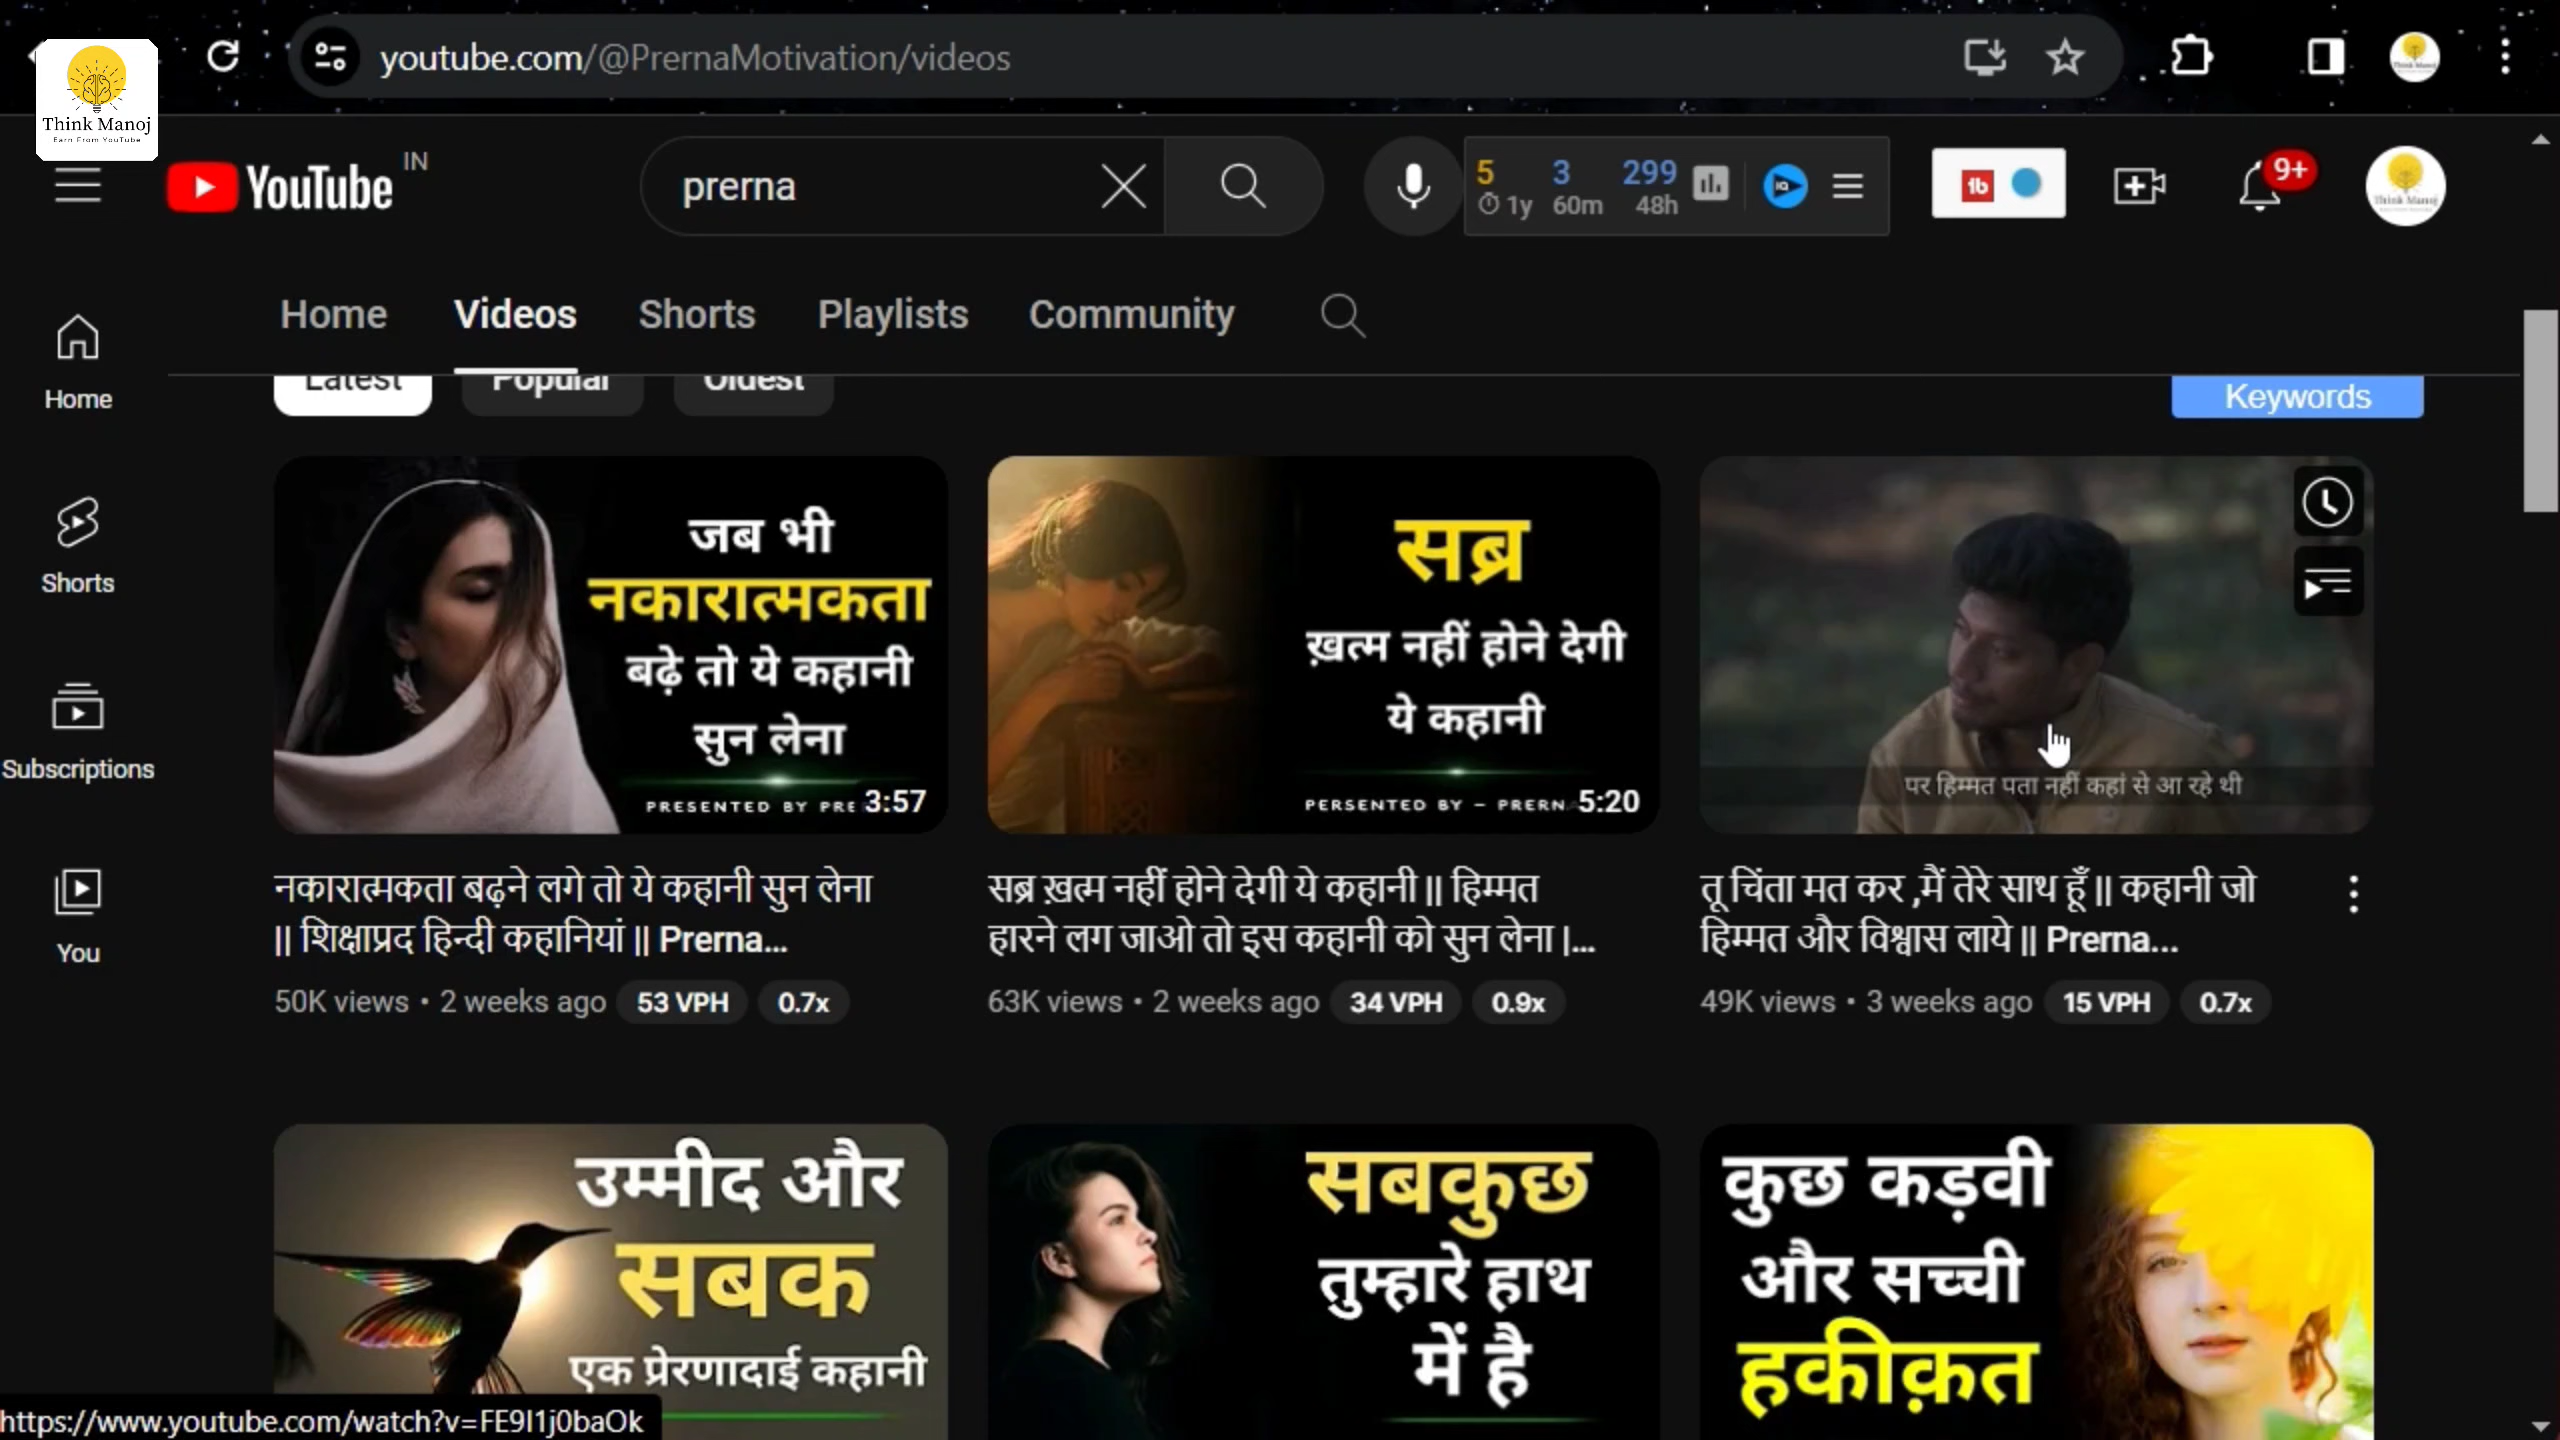 youtube.com/@PrernaMotivation/videos
Think Manoj
Earn From YouTube
YouTube
IN
prerna
5
3
299
1y
60m
48h
9+
Home
Videos
Shorts
Playlists
Community
Latest
Popular
Oldest
Keywords
Home
Shorts
Subscriptions
You
जब भी
नकारात्मकता
बढ़े तो ये कहानी
सुन लेना
PRESENTED BY PRE
3:57
सब्र
ख़त्म नहीं होने देगी
ये कहानी
PERSENTED BY – PRERN
5:20
पर हिम्मत पता नहीं कहां से आ रहे थी
नकारात्मकता बढ़ने लगे तो ये कहानी सुन लेना
|| शिक्षाप्रद हिन्दी कहानियां || Prerna...
50K views • 2 weeks ago 53 VPH 0.7x
सब्र ख़त्म नहीं होने देगी ये कहानी || हिम्मत
हारने लग जाओ तो इस कहानी को सुन लेना |...
63K views • 2 weeks ago 34 VPH 0.9x
तू चिंता मत कर ,मैं तेरे साथ हूँ || कहानी जो
हिम्मत और विश्वास लाये || Prerna...
49K views • 3 weeks ago 15 VPH 0.7x
उम्मीद और
सबक
एक प्रेरणादाई कहानी
सबकुछ
तुम्हारे हाथ
में है
कुछ कड़वी
और सच्ची
हकीक़त
https://www.youtube.com/watch?v=FE9I1j0baOk